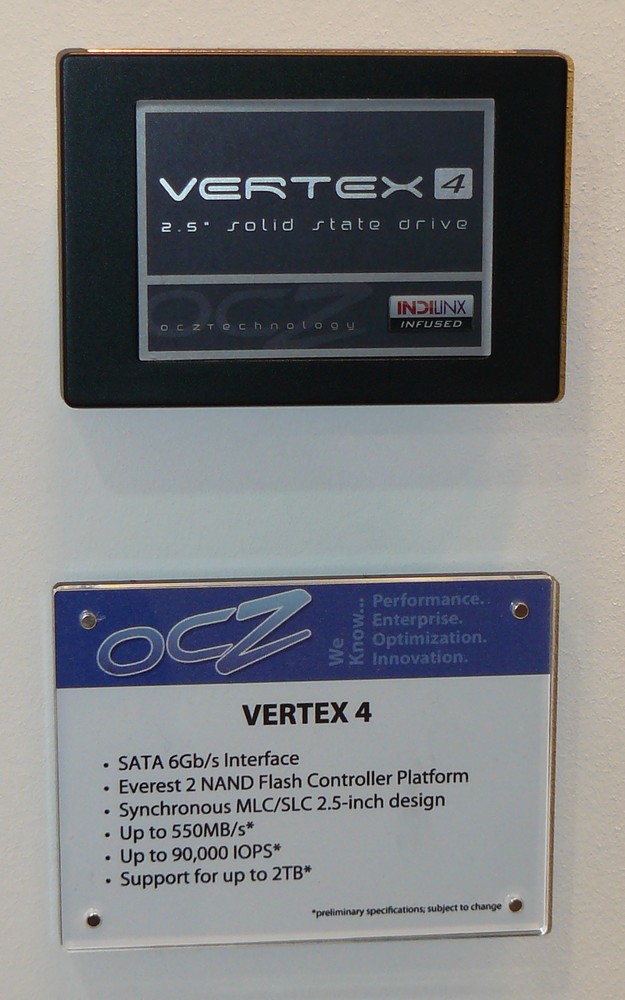 VERTEX 4
2.5" solid state drive
OCZ
ocztechnology
INDILINX
INFUSED
OCZ
We Know...
Performance.
Enterprise.
Optimization.
Innovation.
VERTEX 4
• SATA 6Gb/s Interface
• Everest 2 NAND Flash Controller Platform
• Synchronous MLC/SLC 2.5-inch design
• Up to 550MB/s*
• Up to 90,000 IOPS*
• Support for up to 2TB*
*preliminary specifications; subject to change